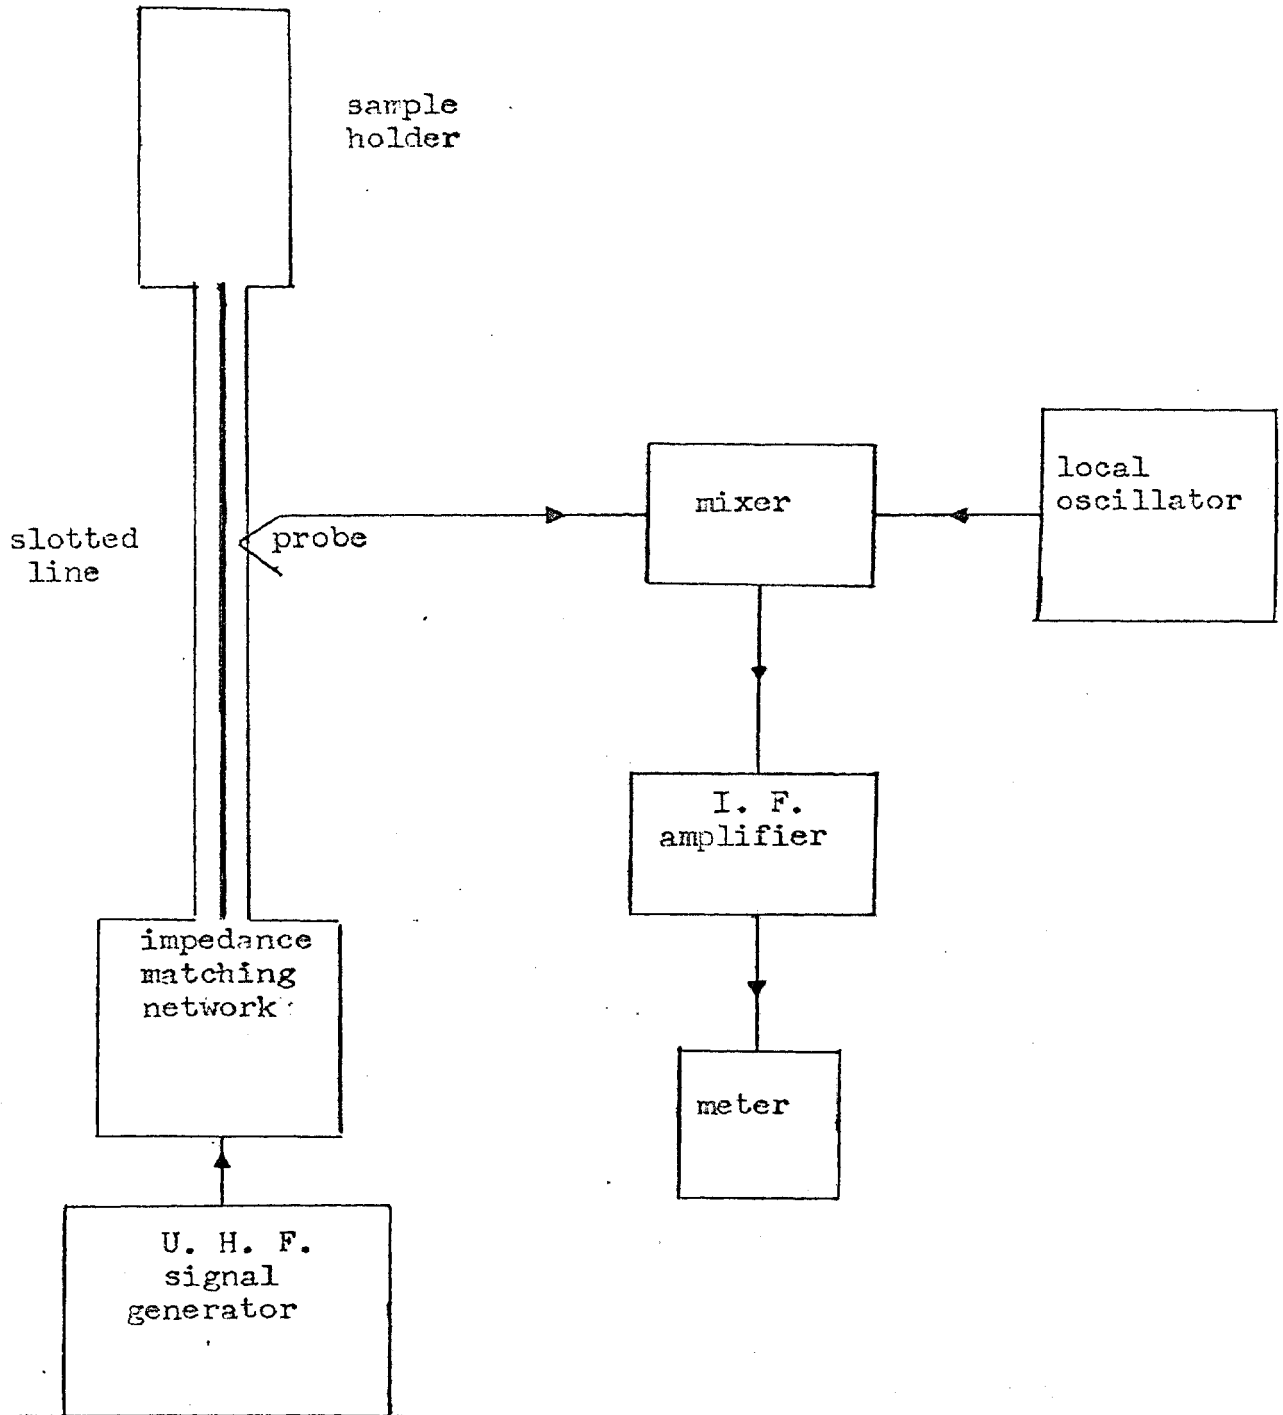 sample
holder
slotted
line
probe
mixer
local
oscillator
I. F.
amplifier
impedance
matching
network
meter
U. H. F.
signal
generator